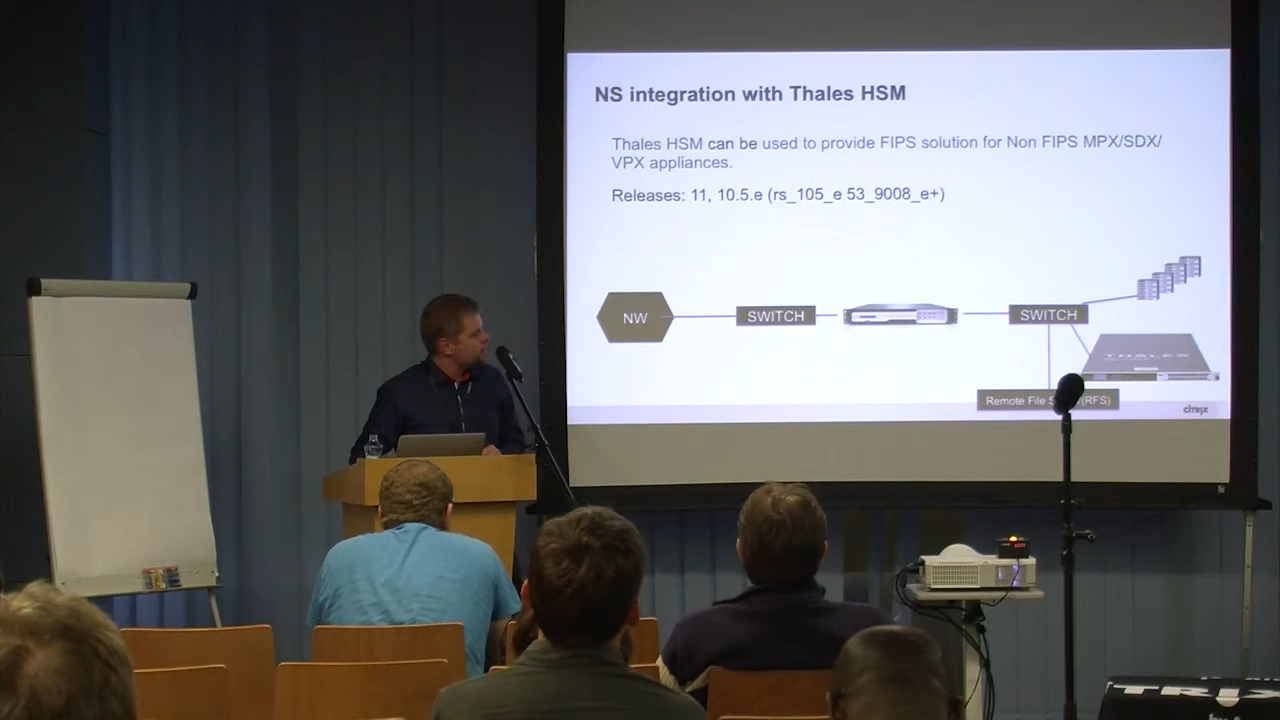 NS integration with Thales HSM
Thales HSM can be used to provide FIPS solution for Non FIPS MPX/SDX/
VPX appliances.
Releases: 11, 10.5.e (rs_105_e 53_9008_e+)
NW
SWITCH
SWITCH
THALES
Remote File
(RFS)
CITRIX